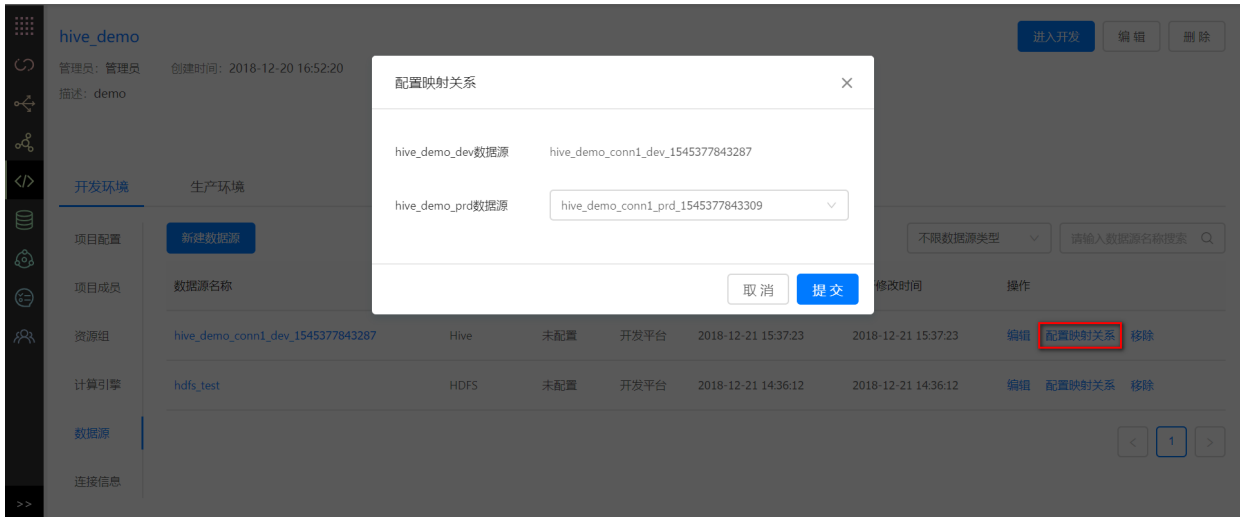 hive_demo
进入开发 编辑 删除
管理员：管理员 创建时间：2018-12-20 16:52:20
描述：demo
配置映射关系
hive_demo_dev数据源 hive_demo_conn1_dev_1545377843287
hive_demo_prd数据源 hive_demo_conn1_prd_1545377843309
取消 提交
开发环境 生产环境
项目配置
项目成员
资源组
计算引擎
数据源
连接信息
新建数据源 不限数据源类型 请输入数据源名称搜索
数据源名称 修改时间 操作
hive_demo_conn1_dev_1545377843287 Hive 未配置 开发平台 2018-12-21 15:37:23 2018-12-21 15:37:23 编辑 配置映射关系 移除
hdfs_test HDFS 未配置 开发平台 2018-12-21 14:36:12 2018-12-21 14:36:12 编辑 配置映射关系 移除
< 1 >
>>